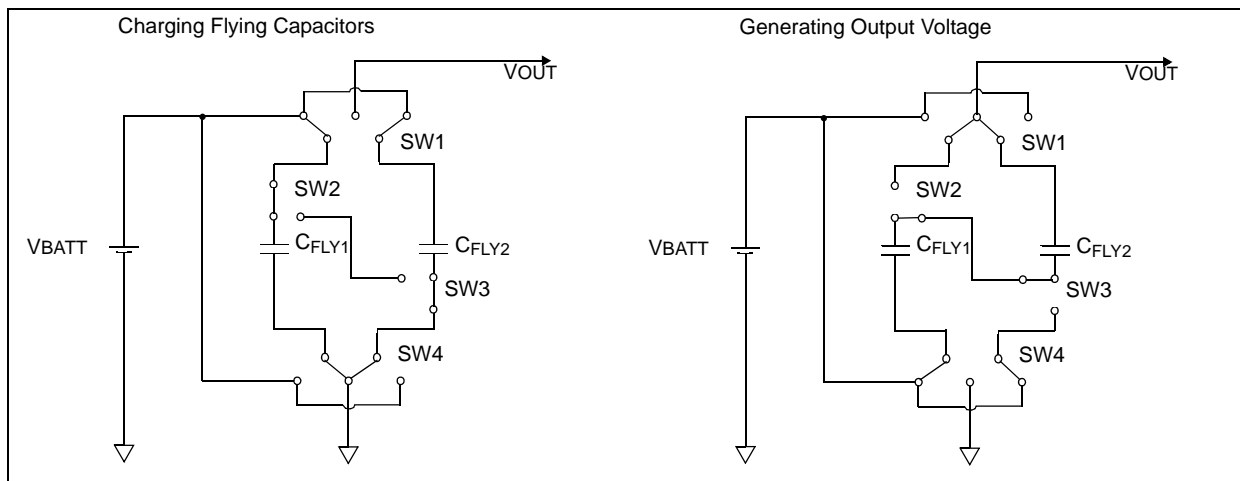 Charging Flying Capacitors
VOUT
SW1
SW2
CFLY1
CFLY2
VBATT
SW3
SW4
Generating Output Voltage
VOUT
SW1
SW2
CFLY1
CFLY2
VBATT
SW3
SW4